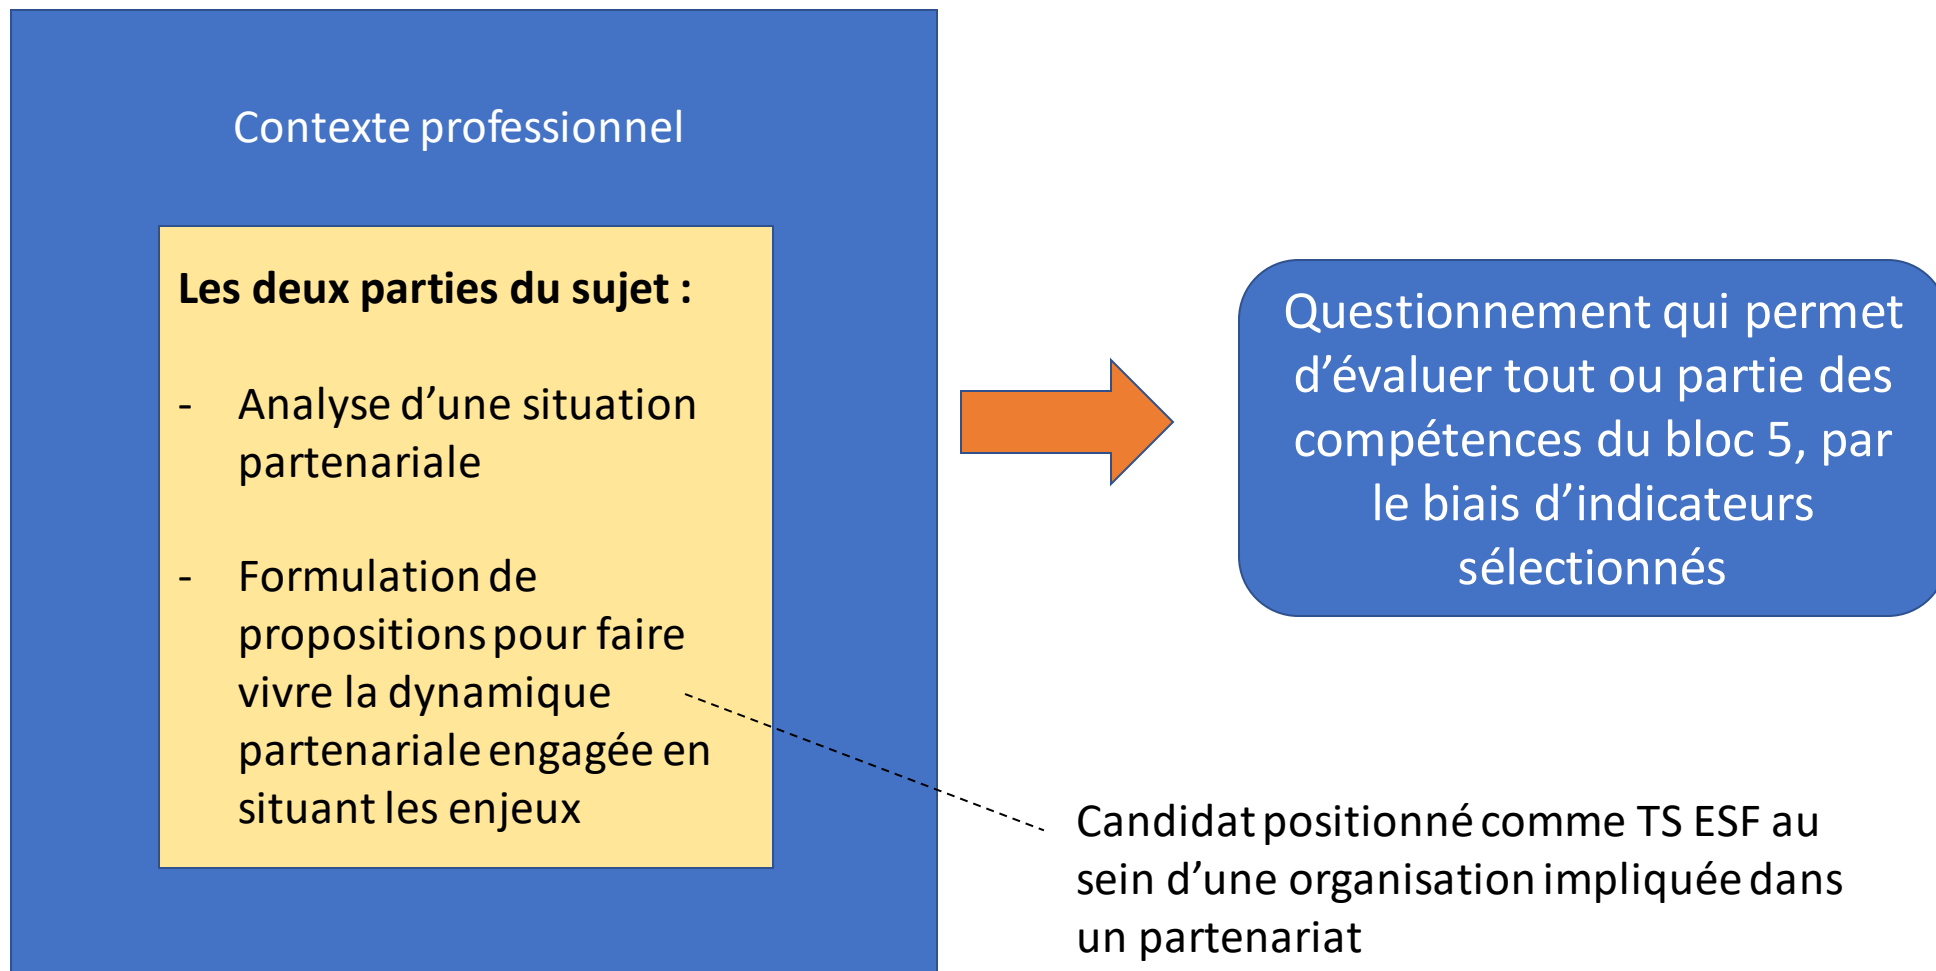 Contexte professionnel
Les deux parties du sujet :
- Analyse d’une situation
partenariale
- Formulation de
propositions pour faire
vivre la dynamique
partenariale engagée en
situant les enjeux
Questionnement qui permet
d’évaluer tout ou partie des
compétences du bloc 5, par
le biais d’indicateurs
sélectionnés
Candidat positionné comme TS ESF au
sein d’une organisation impliquée dans
un partenariat